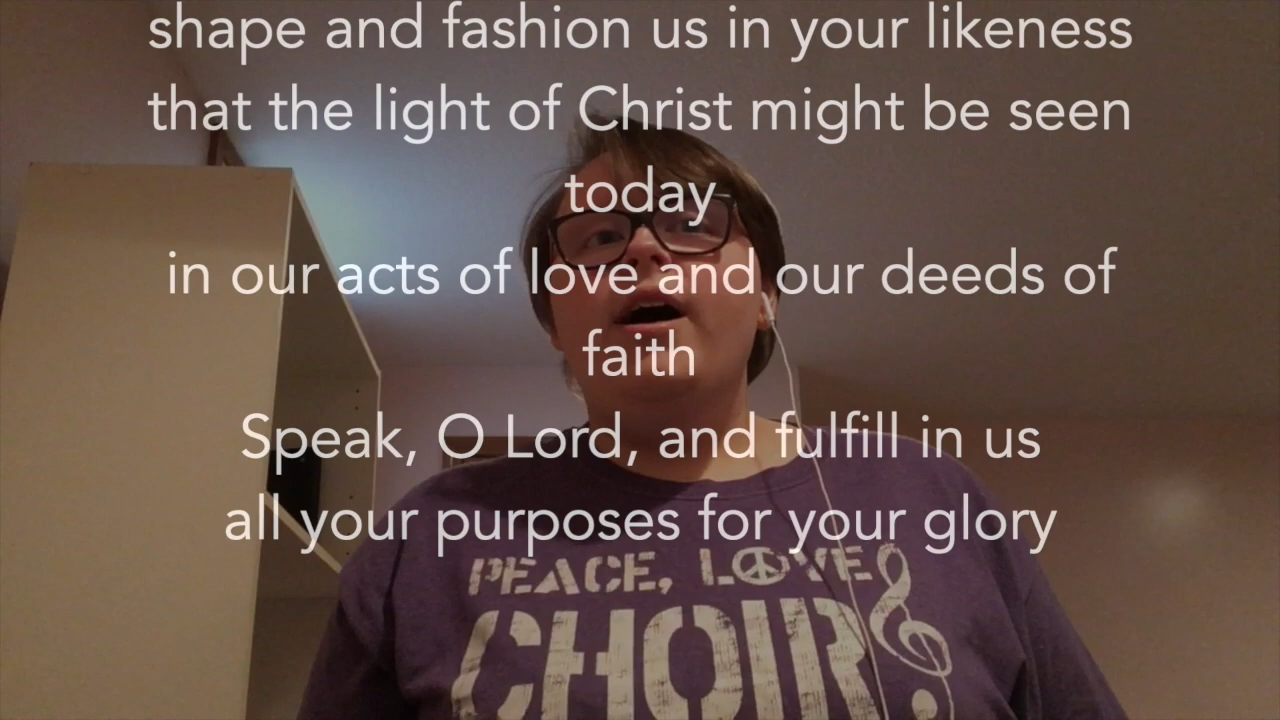 shape and fashion us in your likeness
that the light of Christ might be seen
today
in our acts of love and our deeds of
faith
Speak, O Lord, and fulfill in us
all your purposes for your glory
PEACE, LOVE
CHOIR